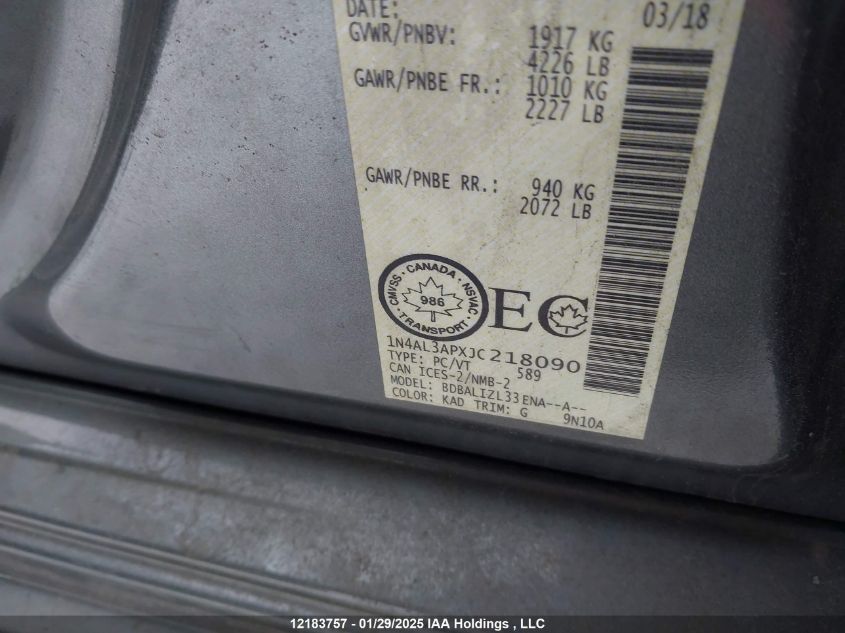 DATE: 03/18
GVWR/PNBV: 1917 KG
4226 LB
GAWR/PNBE FR.: 1010 KG
2227 LB
GAWR/PNBE RR.: 940 KG
2072 LB
CMVSS · CANADA · NSVAC
986
· TRANSPORT ·
EC
1N4AL3APXJC218090
TYPE: PC/VT 589
CAN ICES-2/NMB-2
MODEL: BDBALIZL33ENA--A--
COLOR: KAD TRIM: G 9N10A
12183757 - 01/29/2025 IAA Holdings , LLC